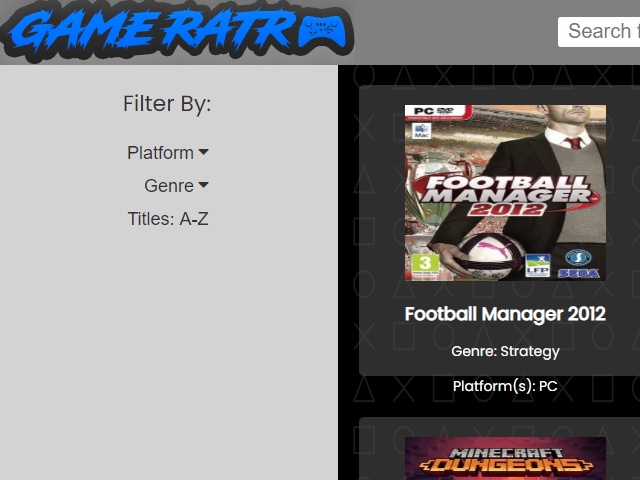 GAME RATR
Search f
Filter By:
Platform
Genre
Titles: A-Z
PC DVD
Mac
FOOTBALL
MANAGER
2012
3
LFP
SEGA
Football Manager 2012
Genre: Strategy
Platform(s): PC
MINECRAFT
DUNGEONS